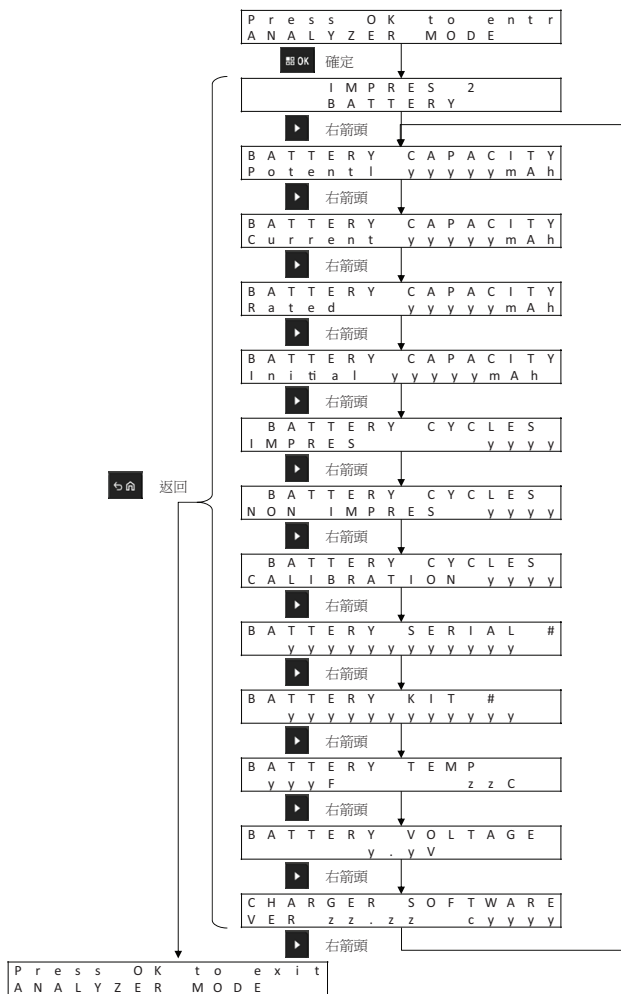 Press OK to entr
ANALYZER MODE
OK 確定
IMPRES 2
BATTERY
右箭頭
BATTERY CAPACITY
Potentl yyyyymAh
右箭頭
BATTERY CAPACITY
Current yyyyymAh
右箭頭
BATTERY CAPACITY
Rated yyyyymAh
右箭頭
BATTERY CAPACITY
Initial yyyyymAh
右箭頭
BATTERY CYCLES
IMPRES yyyy
右箭頭
返回
BATTERY CYCLES
NON IMPRES yyyy
右箭頭
BATTERY CYCLES
CALIBRATION yyyy
右箭頭
BATTERY SERIAL #
yyyyyyyyyyy
右箭頭
BATTERY KIT #
yyyyyyyyyyy
右箭頭
BATTERY TEMP
yyyF zzC
右箭頭
BATTERY VOLTAGE
y.yV
右箭頭
CHARGER SOFTWARE
VER zz.zz cyyyy
右箭頭
Press OK to exit
ANALYZER MODE